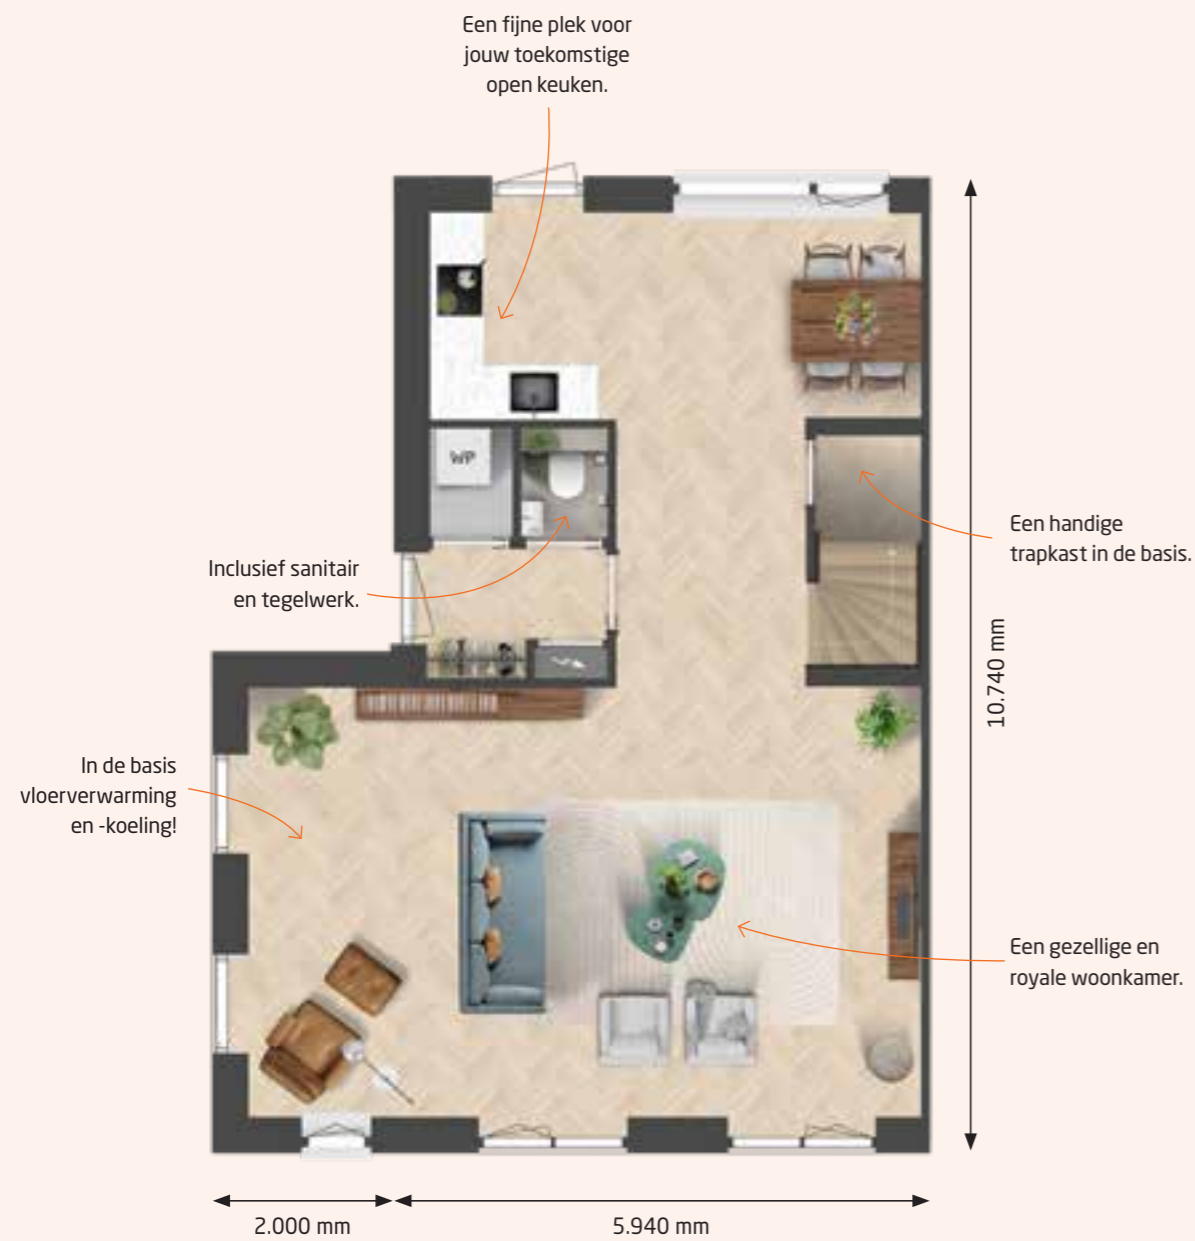 Een fijne plek voor
jouw toekomstige
open keuken.
WP
Inclusief sanitair
en tegelwerk.
Een handige
trapkast in de basis.
10.740 mm
In de basis
vloerverwarming
en -koeling!
Een gezellige en
royale woonkamer.
2.000 mm
5.940 mm